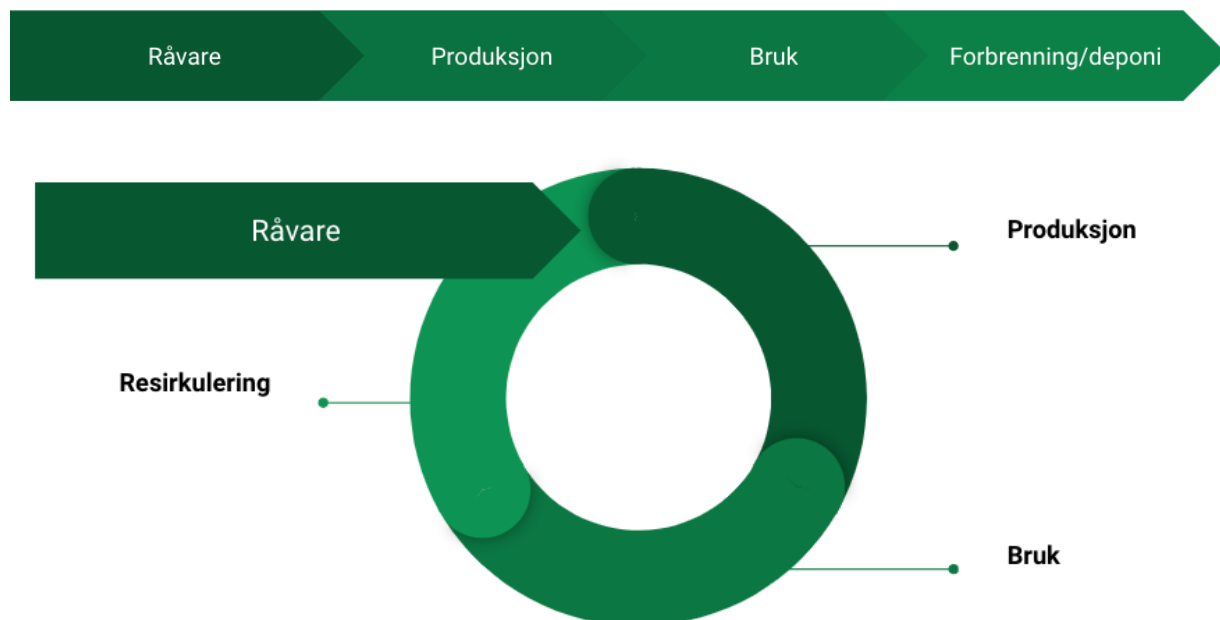 Råvare
Produksjon
Bruk
Forbrenning/deponi
Råvare
Produksjon
Resirkulering
Bruk